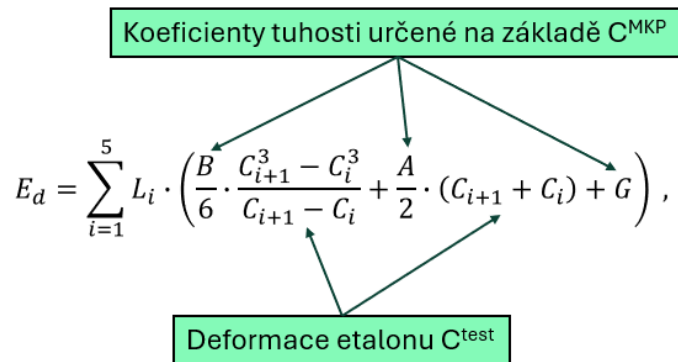 Koeficienty tuhosti určené na základě C^MKP
E_d = \sum_{i=1}^{5} L_i \cdot \left( \frac{B}{6} \cdot \frac{C_{i+1}^3 - C_i^3}{C_{i+1} - C_i} + \frac{A}{2} \cdot (C_{i+1} + C_i) + G \right) ,
Deformace etalonu C^test